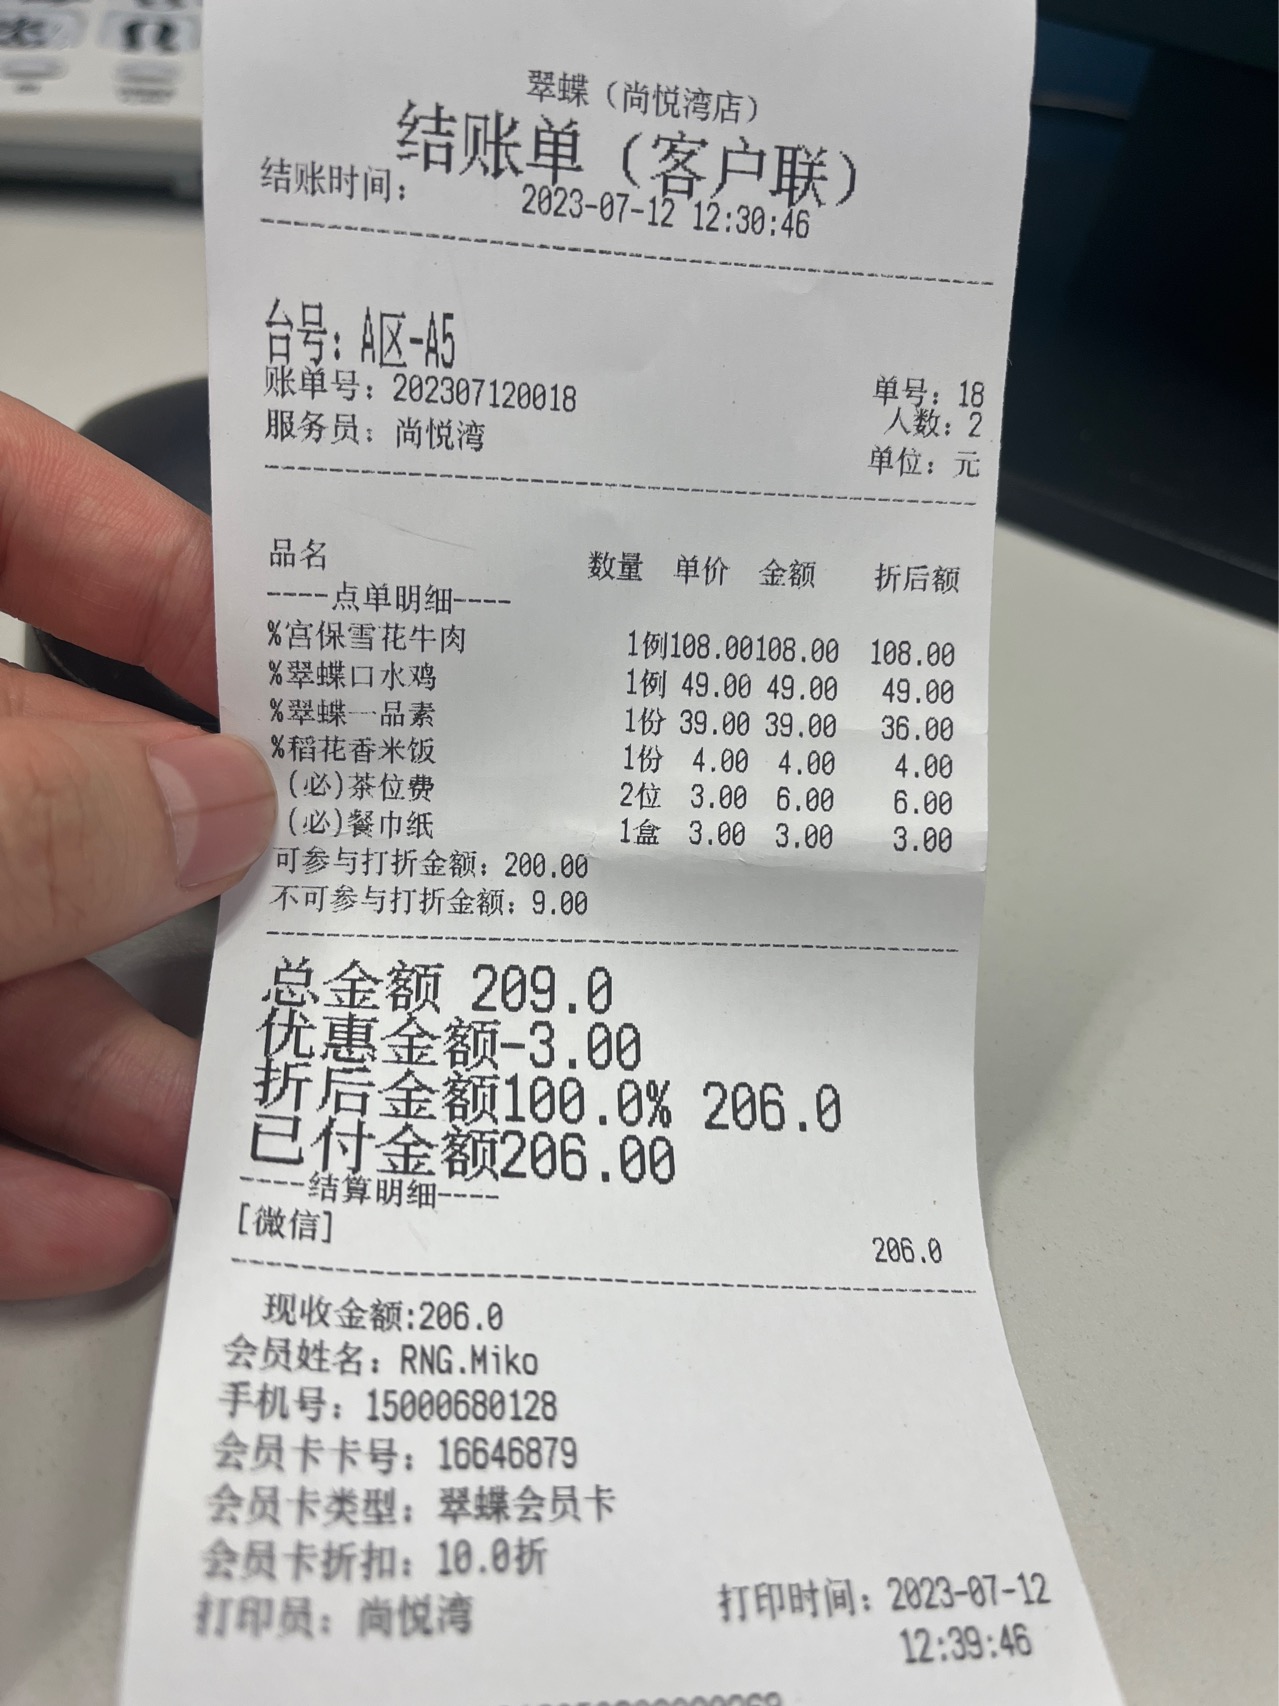 翠蝶（尚悦湾店）
结账单（客户联）
结账时间： 2023-07-12 12:30:46
台号：A区-A5
账单号：202307120018 单号：18
人数：2
服务员：尚悦湾 单位：元
品名 数量 单价 金额 折后额
----点单明细----
%宫保雪花牛肉 1例108.00108.00 108.00
%翠蝶口水鸡 1例 49.00 49.00 49.00
%翠蝶一品素 1份 39.00 39.00 36.00
%稻花香米饭 1份 4.00 4.00 4.00
(必)茶位费 2位 3.00 6.00 6.00
(必)餐巾纸 1盒 3.00 3.00 3.00
可参与打折金额：200.00
不可参与打折金额：9.00
总金额 209.0
优惠金额-3.00
折后金额100.0% 206.0
已付金额206.00
----结算明细----
[微信] 206.0
现收金额:206.0
会员姓名：RNG.Miko
手机号：15000680128
会员卡卡号：16646879
会员卡类型：翠蝶会员卡
会员卡折扣：10.0折
打印员：尚悦湾 打印时间：2023-07-12
12:39:46